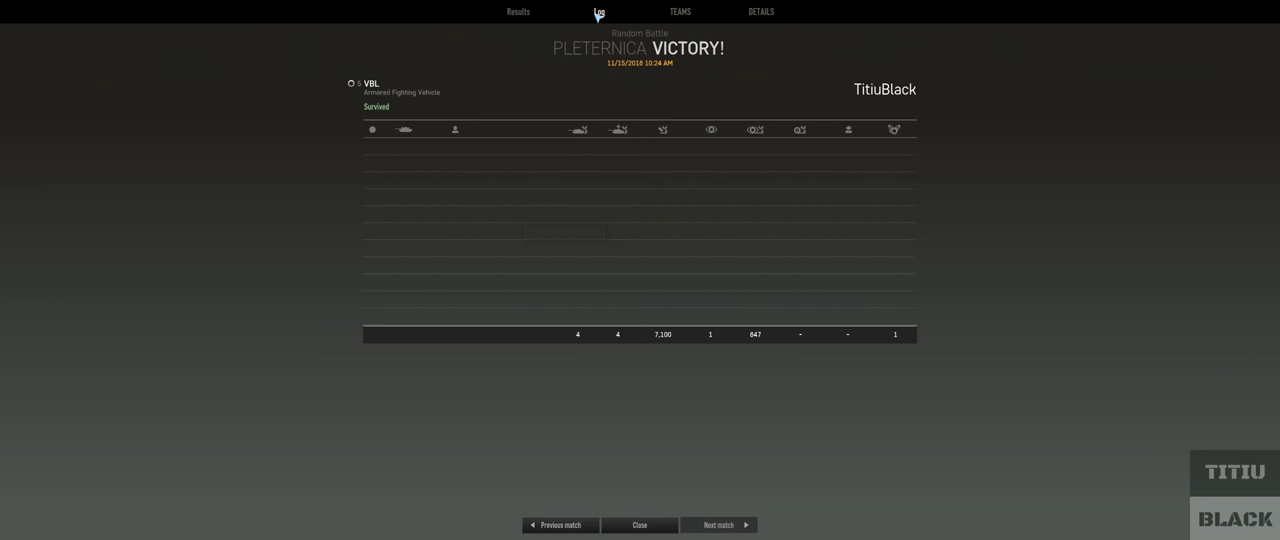 Results Log TEAMS DETAILS
Random Battle
PLETERNICA VICTORY!
11/15/2018 10:24 AM
5 VBL
TitiuBlack
Armored Fighting Vehicle
Survived
4 4 7,100 1 847 - - 1
Previous match Close Next match
TITIU
BLACK